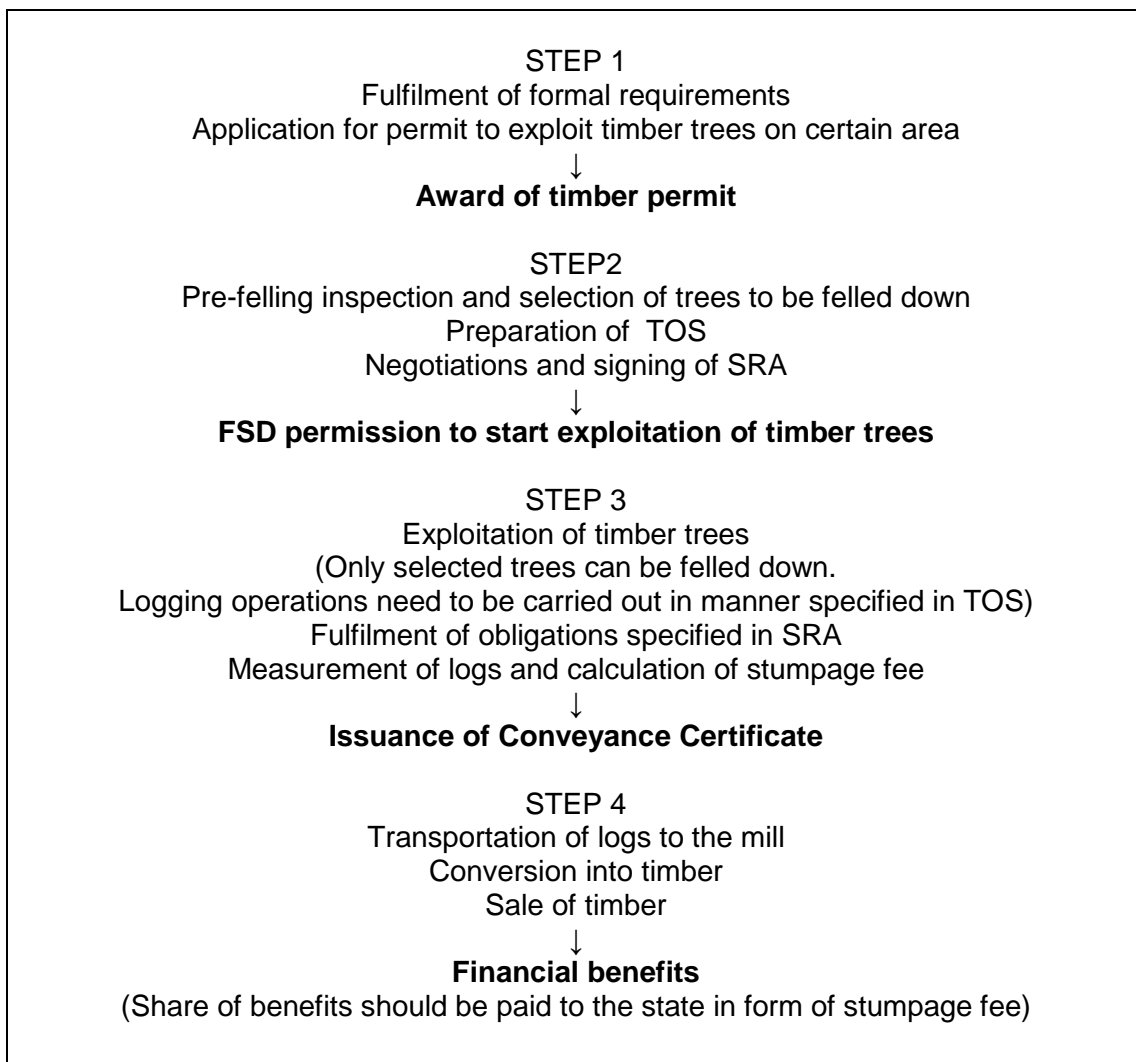 STEP 1
Fulfilment of formal requirements
Application for permit to exploit timber trees on certain area
↓
Award of timber permit
STEP2
Pre-felling inspection and selection of trees to be felled down
Preparation of TOS
Negotiations and signing of SRA
↓
FSD permission to start exploitation of timber trees
STEP 3
Exploitation of timber trees
(Only selected trees can be felled down.
Logging operations need to be carried out in manner specified in TOS)
Fulfilment of obligations specified in SRA
Measurement of logs and calculation of stumpage fee
↓
Issuance of Conveyance Certificate
STEP 4
Transportation of logs to the mill
Conversion into timber
Sale of timber
↓
Financial benefits
(Share of benefits should be paid to the state in form of stumpage fee)